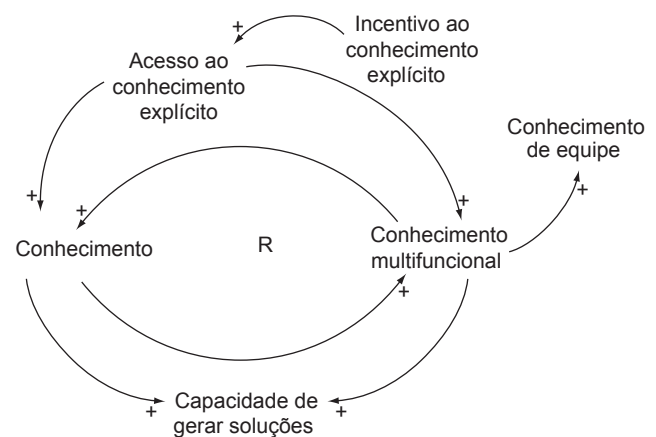 Incentivo ao
conhecimento
explícito
+
Acesso ao
conhecimento
explícito
Conhecimento
de equipe
+
+
+
+
Conhecimento
R
Conhecimento
multifuncional
+
Capacidade de
gerar soluções
+
+